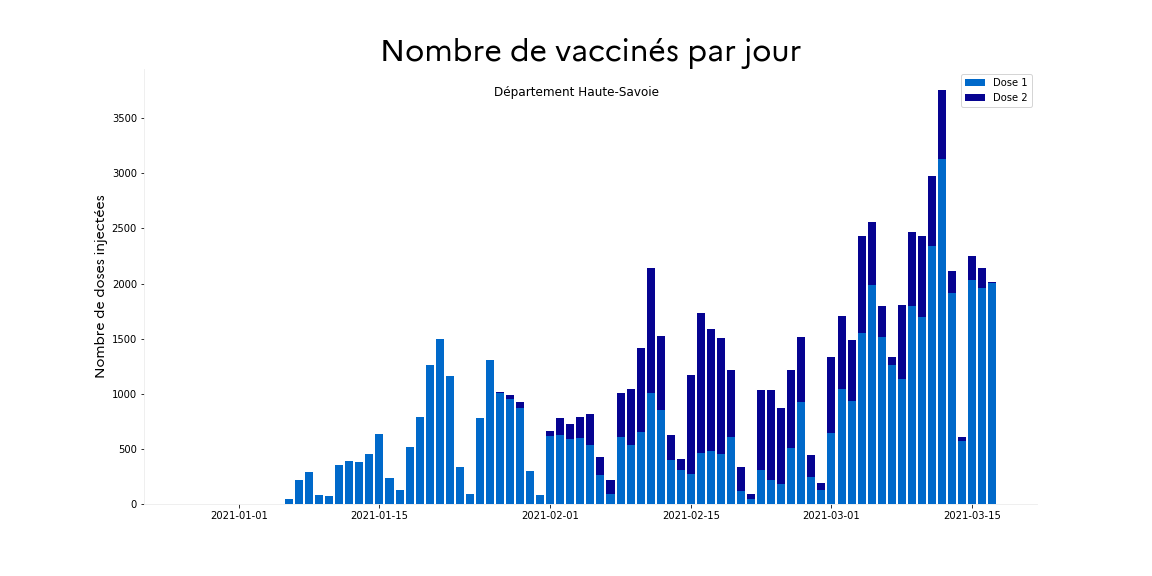 Nombre de vaccinés par jour
Département Haute-Savoie
Dose 1
Dose 2
Nombre de doses injectées
3500
3000
2500
2000
1500
1000
500
0
2021-01-01
2021-01-15
2021-02-01
2021-02-15
2021-03-01
2021-03-15